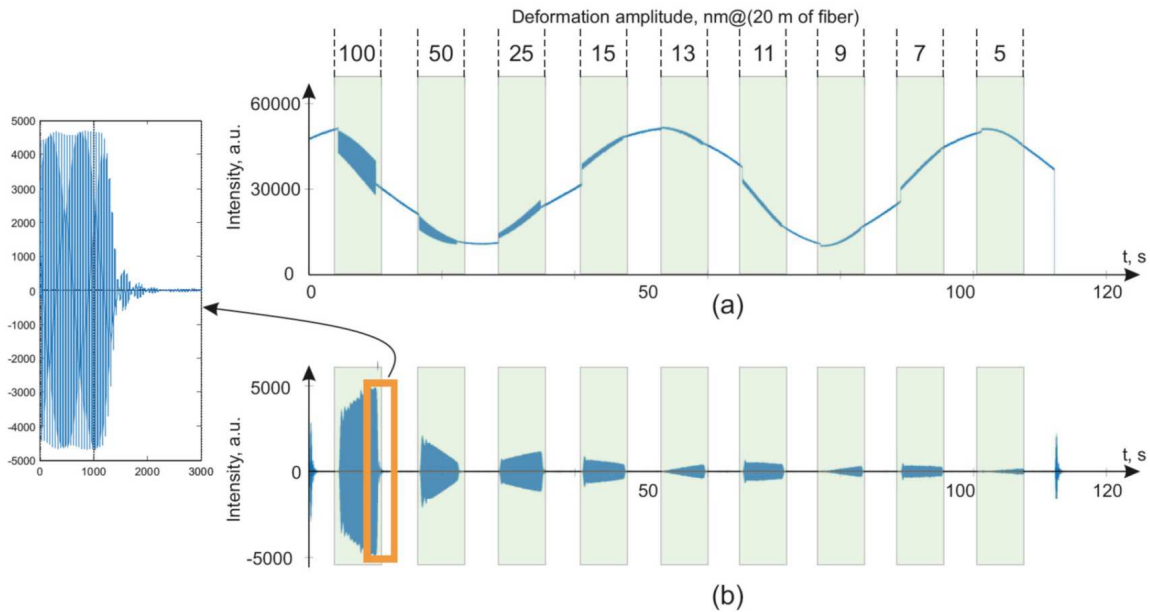 Deformation amplitude, nm@(20 m of fiber)
100 50 25 15 13 11 9 7 5
60000
30000
0
Intensity, a.u.
t, s
0 50 100 120
(a)
5000
4000
3000
2000
1000
0
-1000
-2000
-3000
-4000
-5000
0 1000 2000 3000
5000
0
-5000
Intensity, a.u.
t, s
50 100 120
(b)